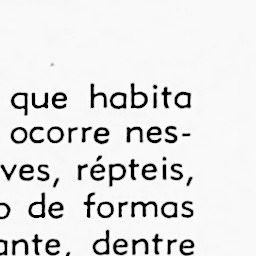 que habita
ocorre nes-
ves, répteis,
o de formas
ante, dentre